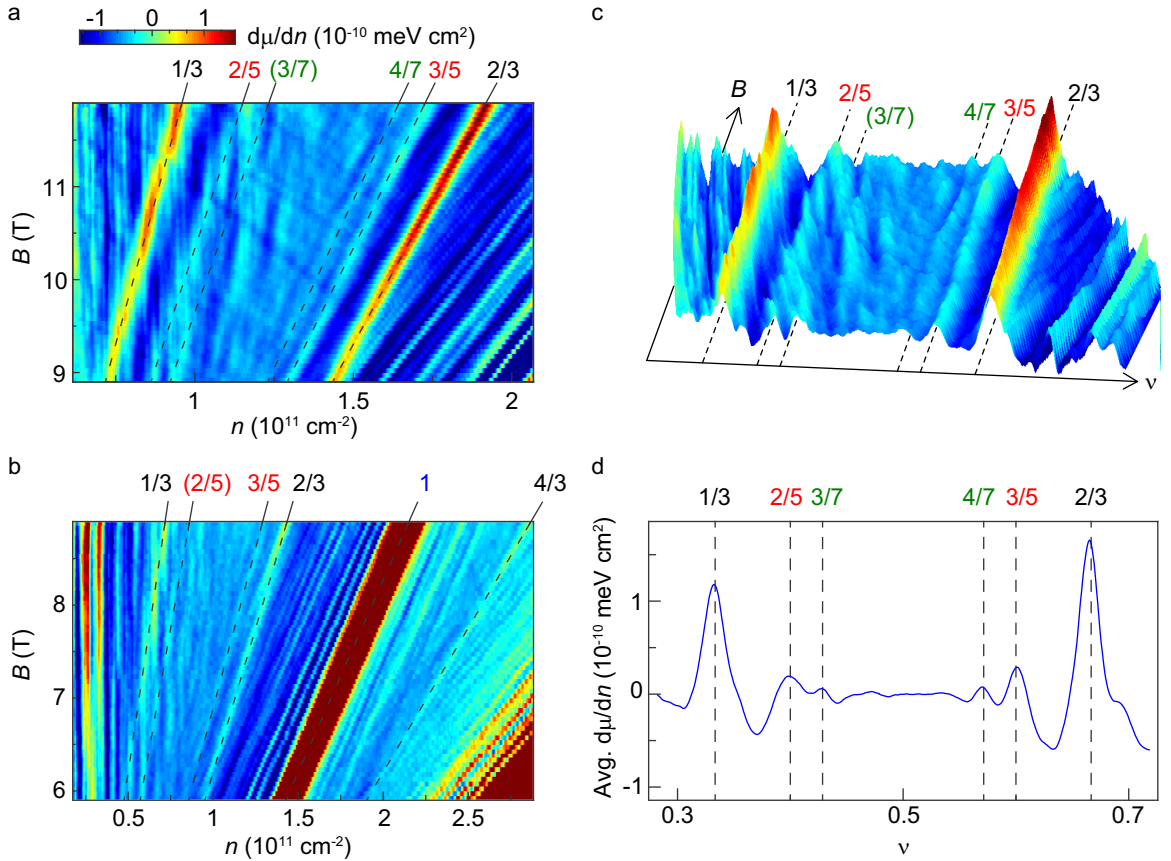 a
-1 0 1 dμ/dn (10⁻¹⁰ meV cm²)
1/3 2/5 (3/7) 4/7 3/5 2/3
11
10
9
B (T)
1 1.5 2
n (10¹¹ cm⁻²)
b
1/3 (2/5) 3/5 2/3 1 4/3
8
7
6
B (T)
0.5 1 1.5 2 2.5
n (10¹¹ cm⁻²)
c
B 1/3 2/5 (3/7) 4/7 3/5 2/3
ν
d
1/3 2/5 3/7 4/7 3/5 2/3
Avg. dμ/dn (10⁻¹⁰ meV cm²)
1
0
-1
0.3 0.5 0.7
ν